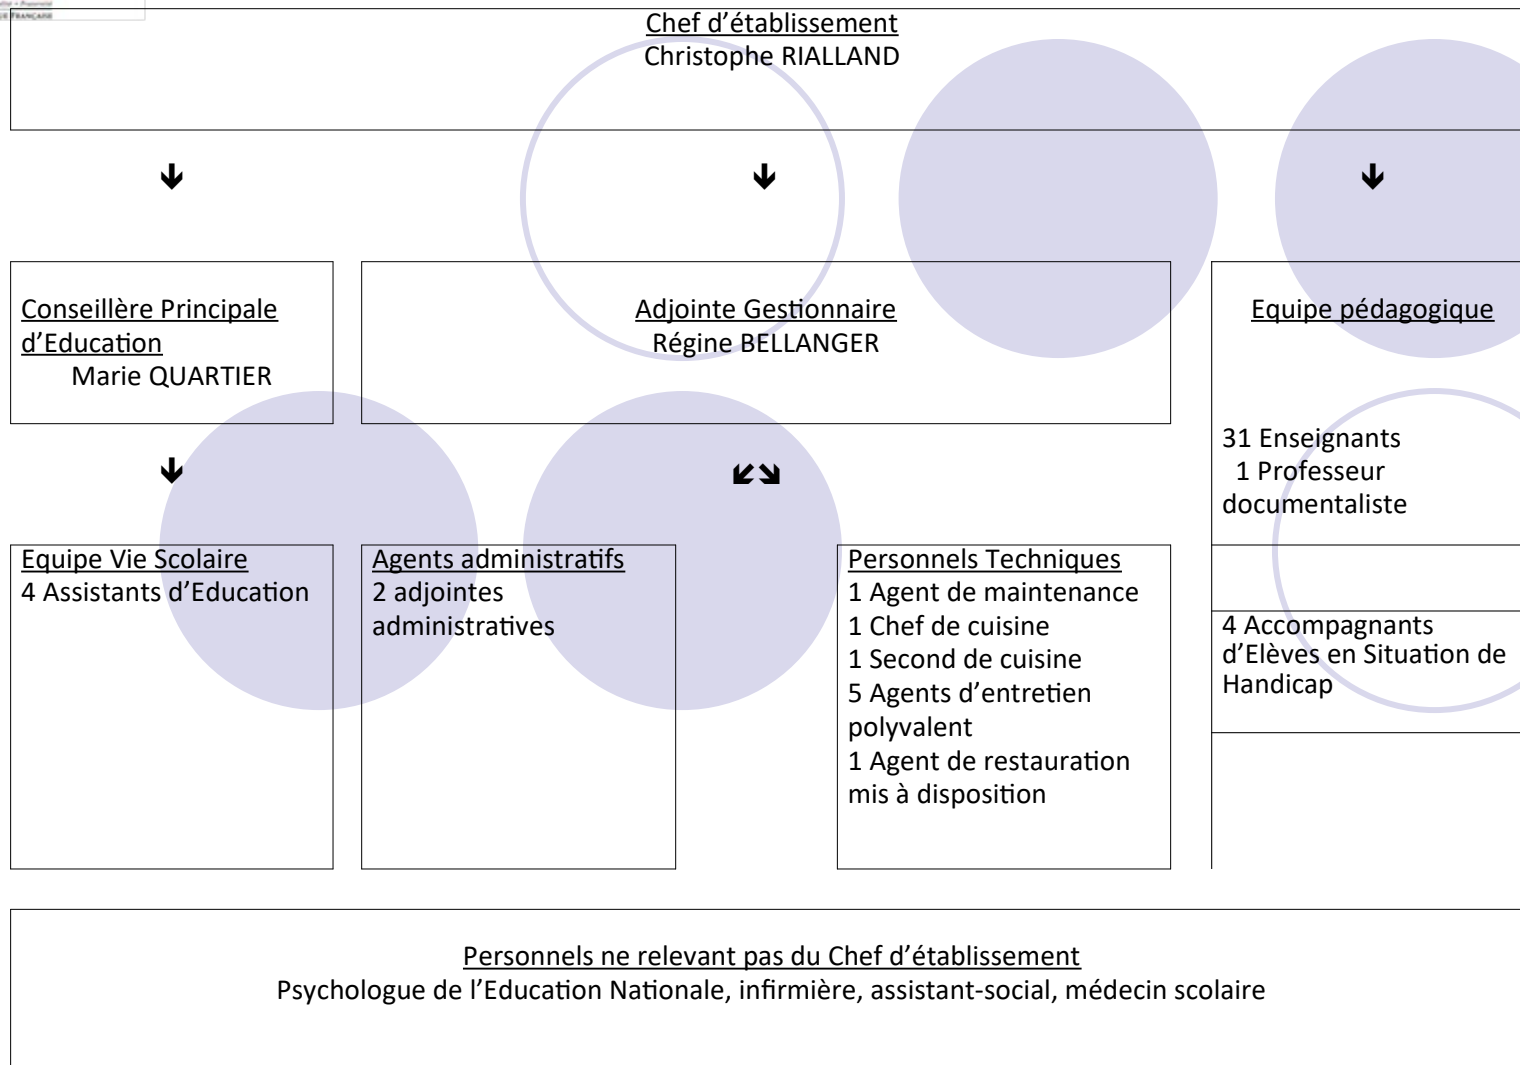 Chef d’établissement
Christophe RIALLAND
Conseillère Principale
d’Education
Marie QUARTIER
Adjointe Gestionnaire
Régine BELLANGER
Equipe pédagogique
31 Enseignants
1 Professeur
documentaliste
Equipe Vie Scolaire
4 Assistants d’Education
Agents administratifs
2 adjointes
administratives
Personnels Techniques
1 Agent de maintenance
1 Chef de cuisine
1 Second de cuisine
5 Agents d’entretien
polyvalent
1 Agent de restauration
mis à disposition
4 Accompagnants
d’Elèves en Situation de
Handicap
Personnels ne relevant pas du Chef d’établissement
Psychologue de l’Education Nationale, infirmière, assistant-social, médecin scolaire